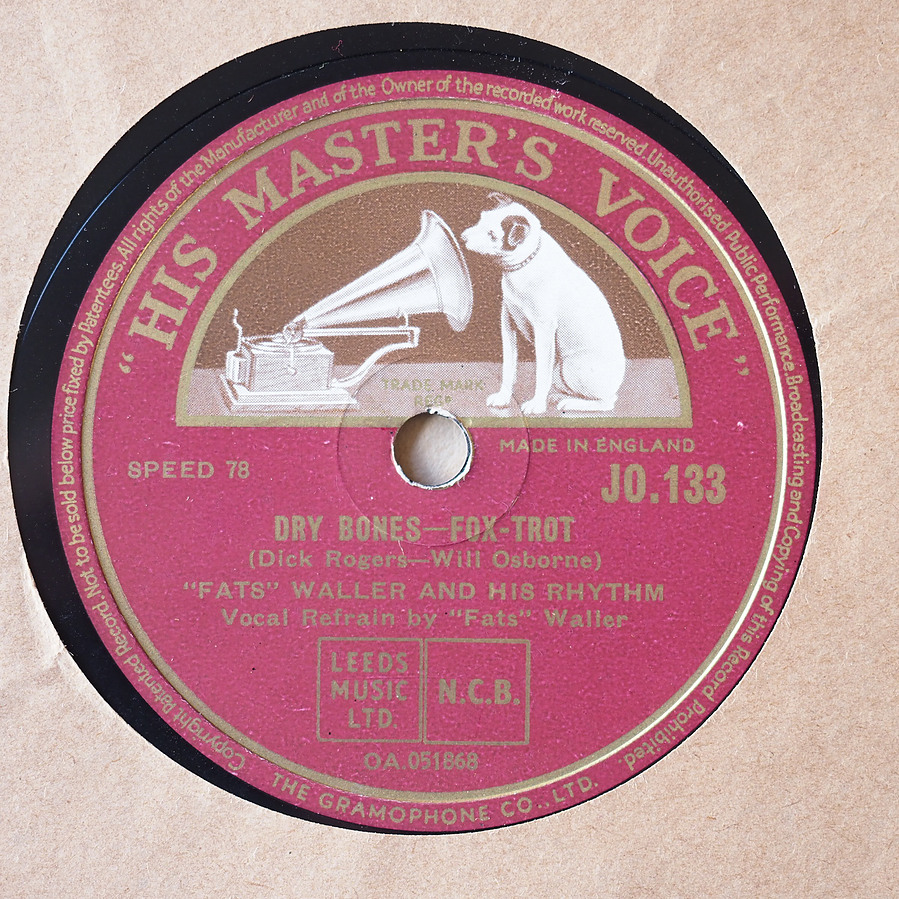 Copyright Patented Record. Not to be sold below price fixed by Patentees. All rights of the Manufacturer and of the Owner of the recorded work reserved. Unauthorised Public Performance. Broadcasting and Copying of this Record Prohibited.
"HIS MASTER'S VOICE"
TRADE MARK
REGD
MADE IN ENGLAND
SPEED 78
JO.133
DRY BONES—FOX-TROT
(Dick Rogers—Will Osborne)
"FATS" WALLER AND HIS RHYTHM
Vocal Refrain by "Fats" Waller
LEEDS
MUSIC
LTD.
N.C.B.
OA.051868
THE GRAMOPHONE CO., LTD.